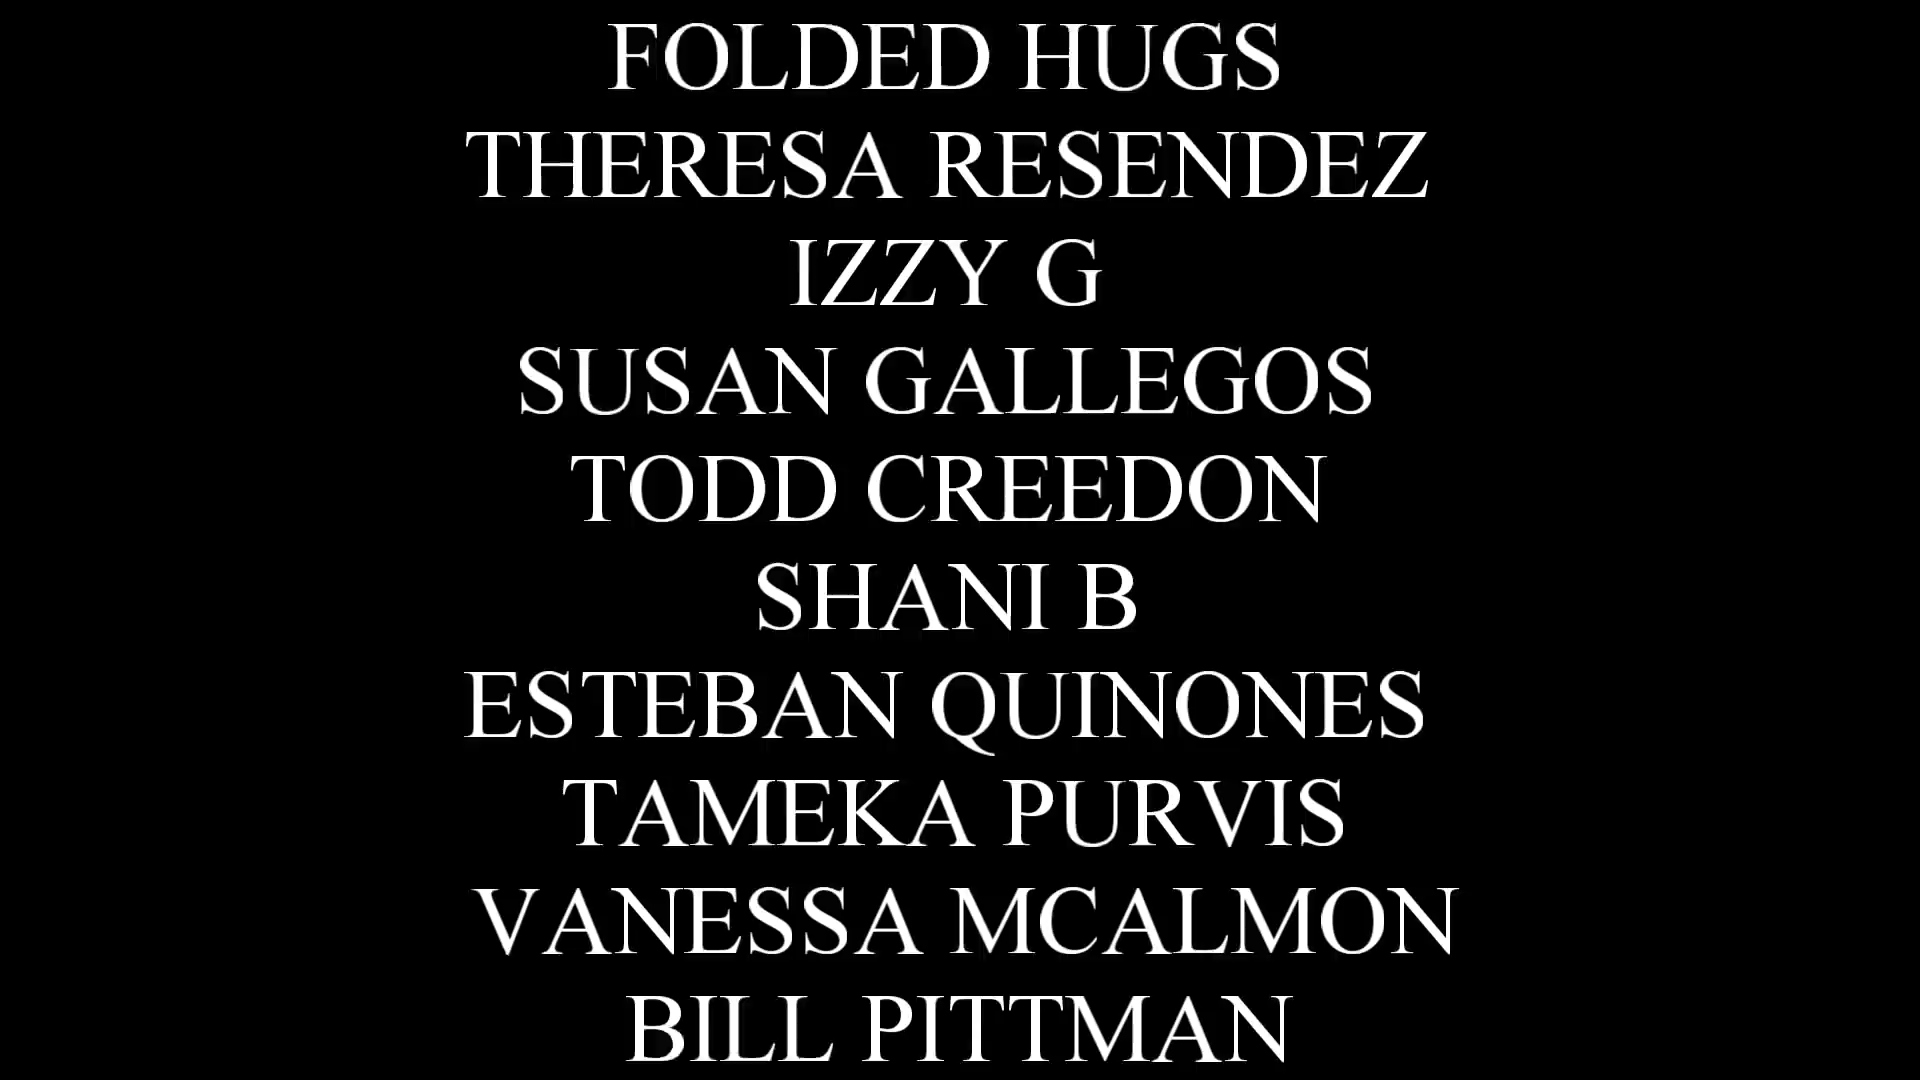 FOLDED HUGS
THERESA RESENDEZ
IZZY G
SUSAN GALLEGOS
TODD CREEDON
SHANI B
ESTEBAN QUINONES
TAMEKA PURVIS
VANESSA MCALMON
BILL PITTMAN